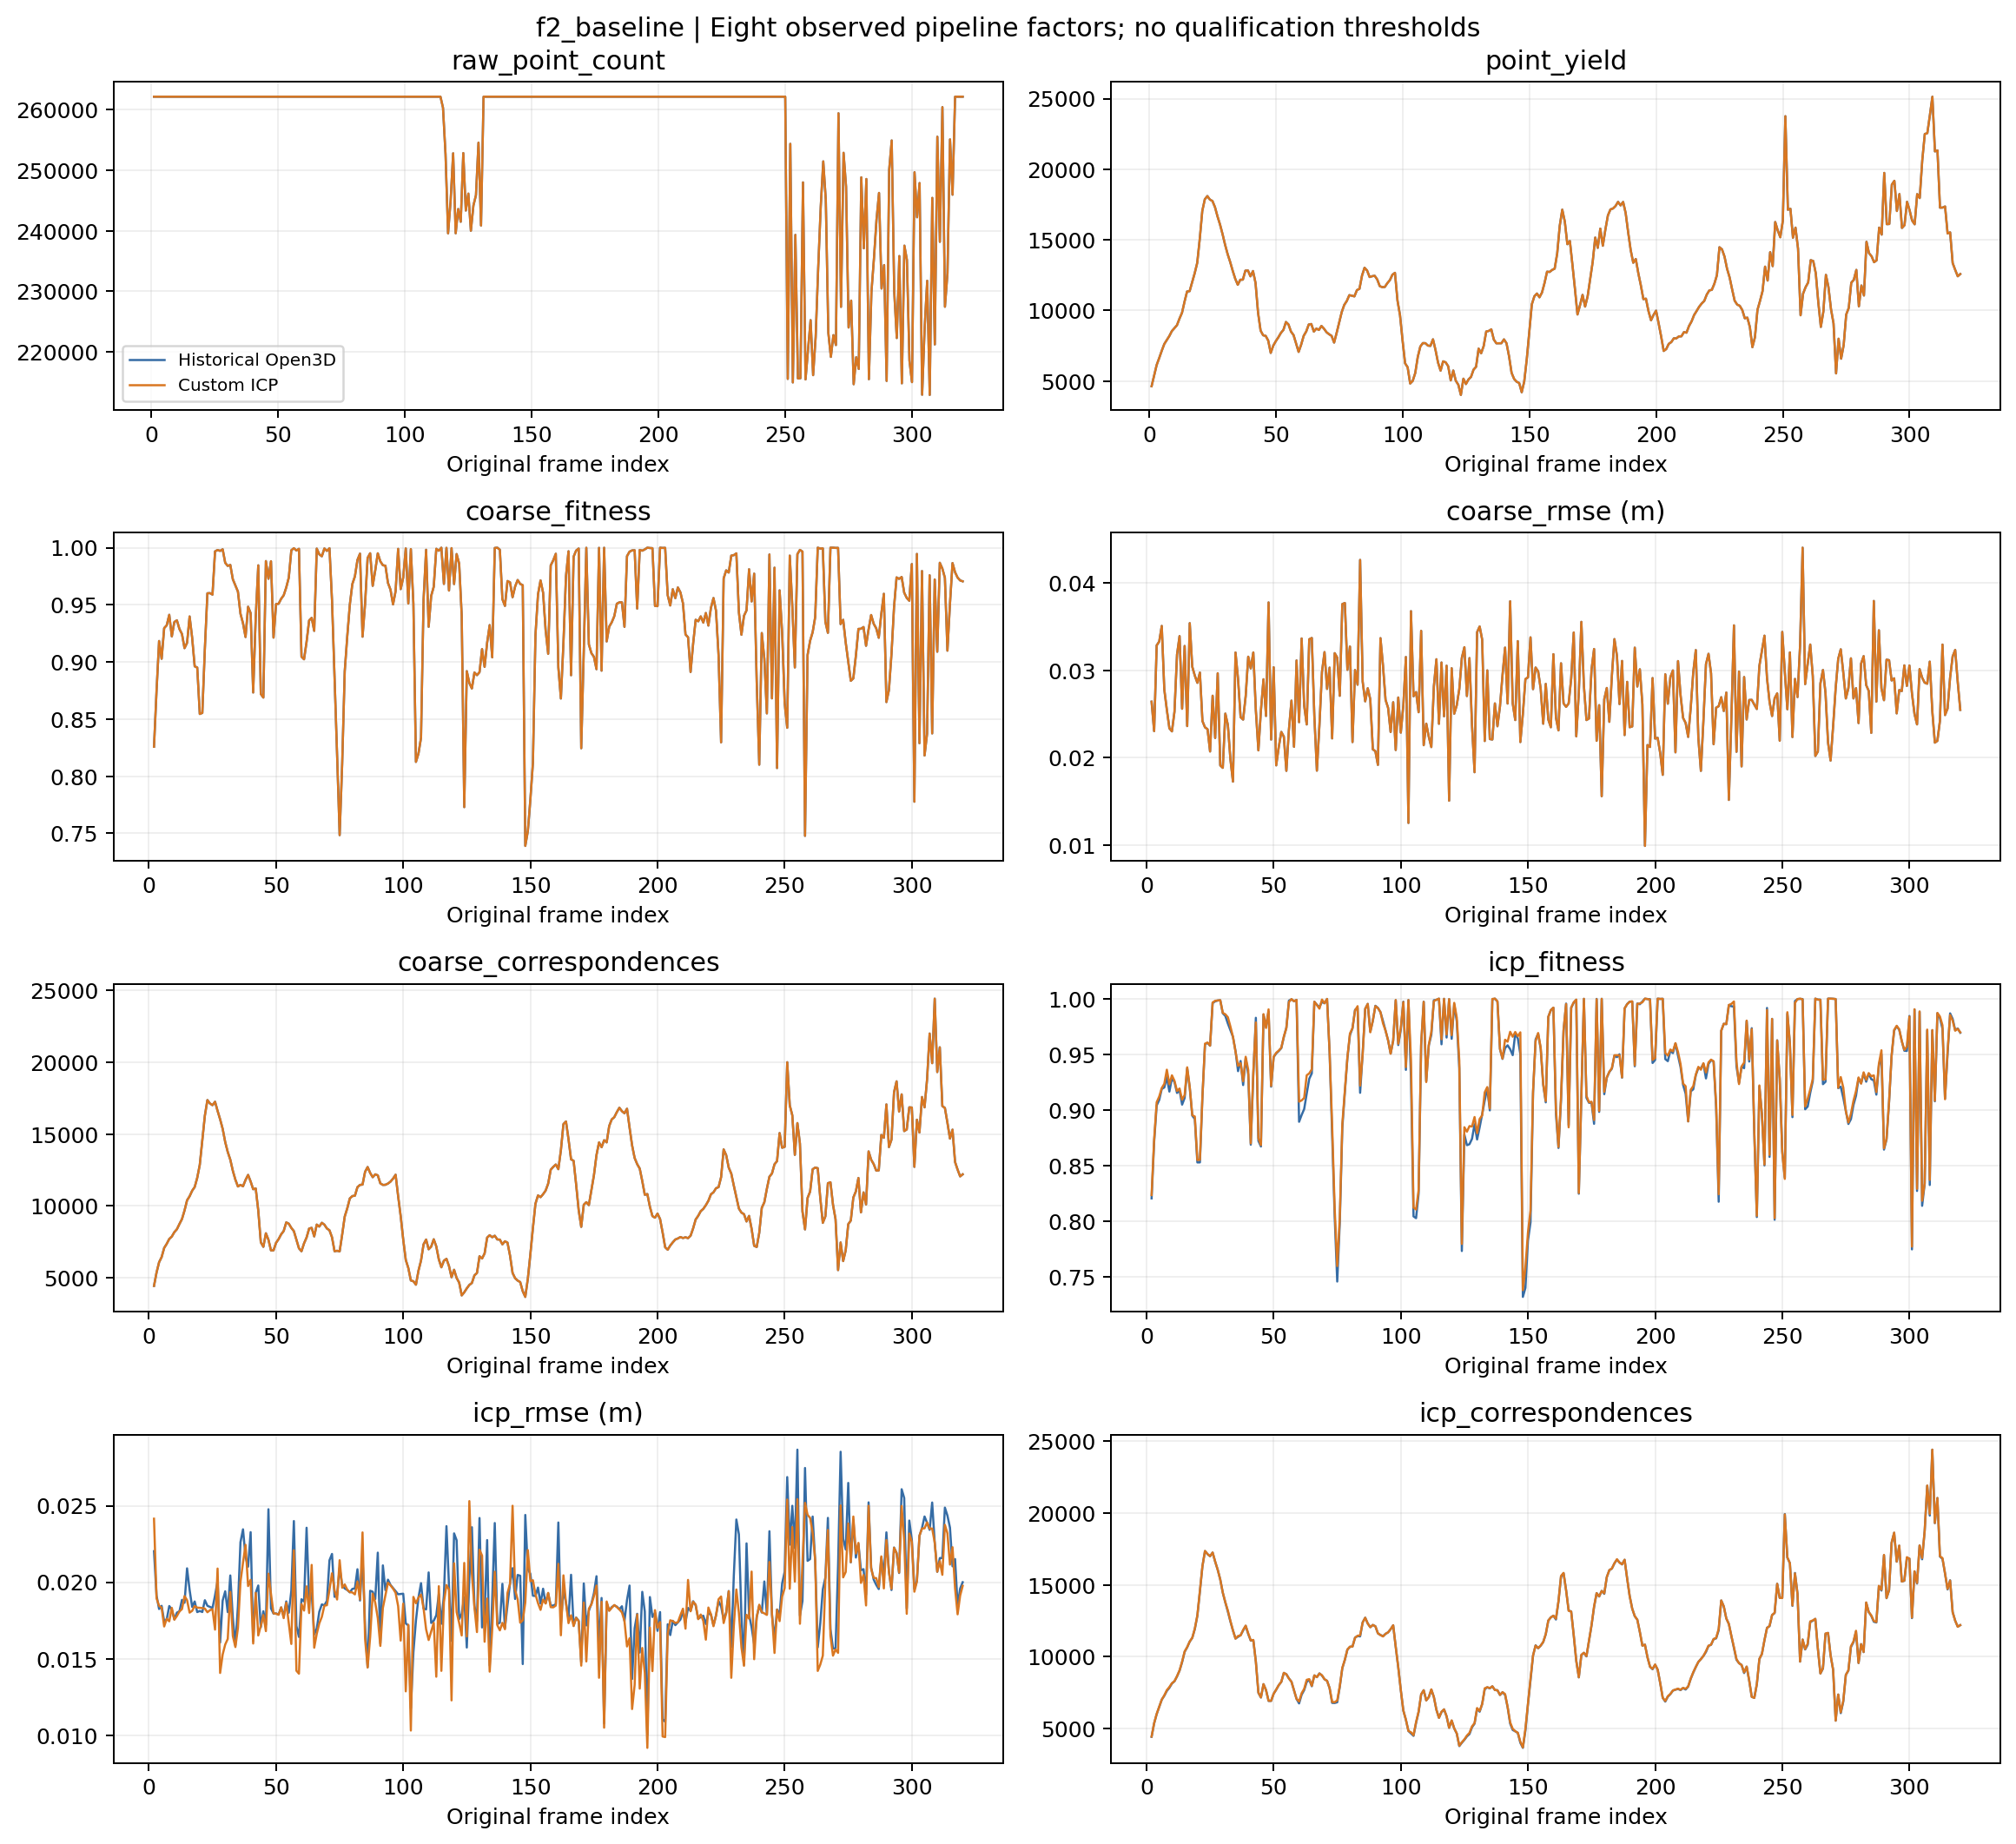 f2_baseline | Eight observed pipeline factors; no qualification thresholds
raw_point_count
260000
250000
240000
230000
220000
Historical Open3D
Custom ICP
0 50 100 150 200 250 300
Original frame index
point_yield
25000
20000
15000
10000
5000
0 50 100 150 200 250 300
Original frame index
coarse_fitness
1.00
0.95
0.90
0.85
0.80
0.75
0 50 100 150 200 250 300
Original frame index
coarse_rmse (m)
0.04
0.03
0.02
0.01
0 50 100 150 200 250 300
Original frame index
coarse_correspondences
25000
20000
15000
10000
5000
0 50 100 150 200 250 300
Original frame index
icp_fitness
1.00
0.95
0.90
0.85
0.80
0.75
0 50 100 150 200 250 300
Original frame index
icp_rmse (m)
0.025
0.020
0.015
0.010
0 50 100 150 200 250 300
Original frame index
icp_correspondences
25000
20000
15000
10000
5000
0 50 100 150 200 250 300
Original frame index